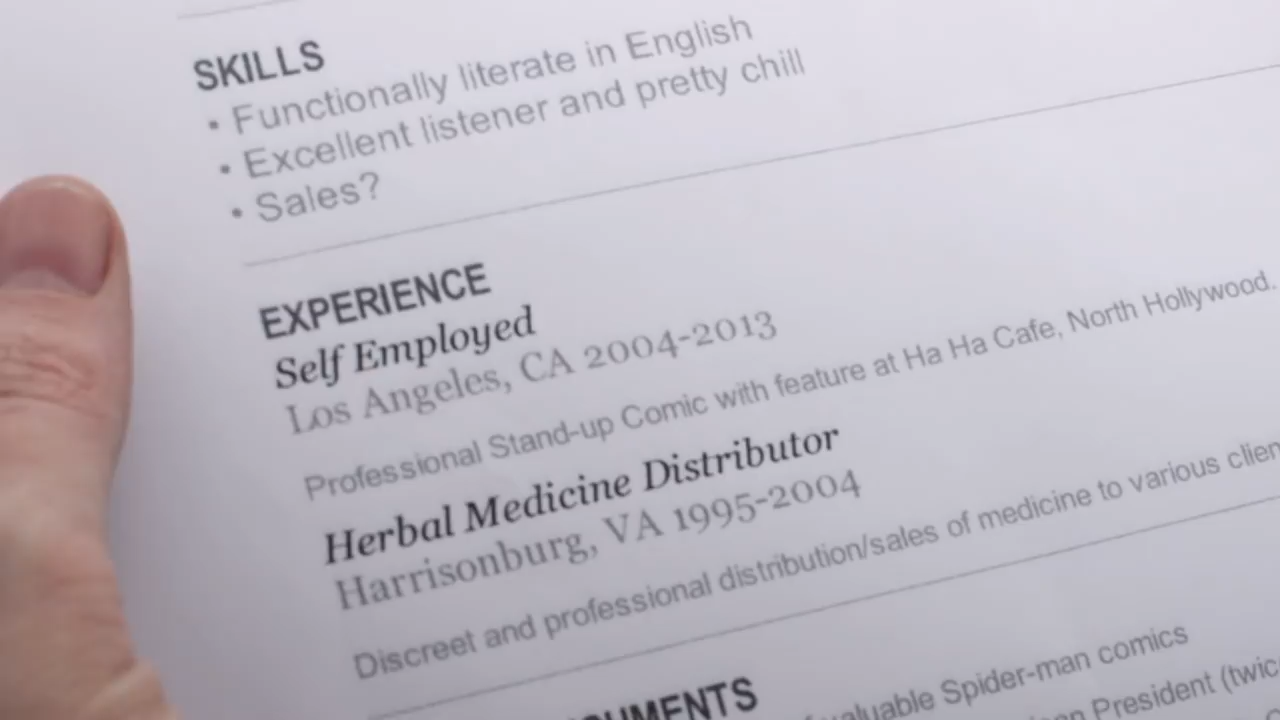 SKILLS
• Functionally literate in English
• Excellent listener and pretty chill
• Sales?
EXPERIENCE
Self Employed
Los Angeles, CA 2004-2013
Professional Stand-up Comic with feature at Ha Ha Cafe, North Hollywood.
Herbal Medicine Distributor
Harrisonburg, VA 1995-2004
Discreet and professional distribution/sales of medicine to various
Spider-man comics
President